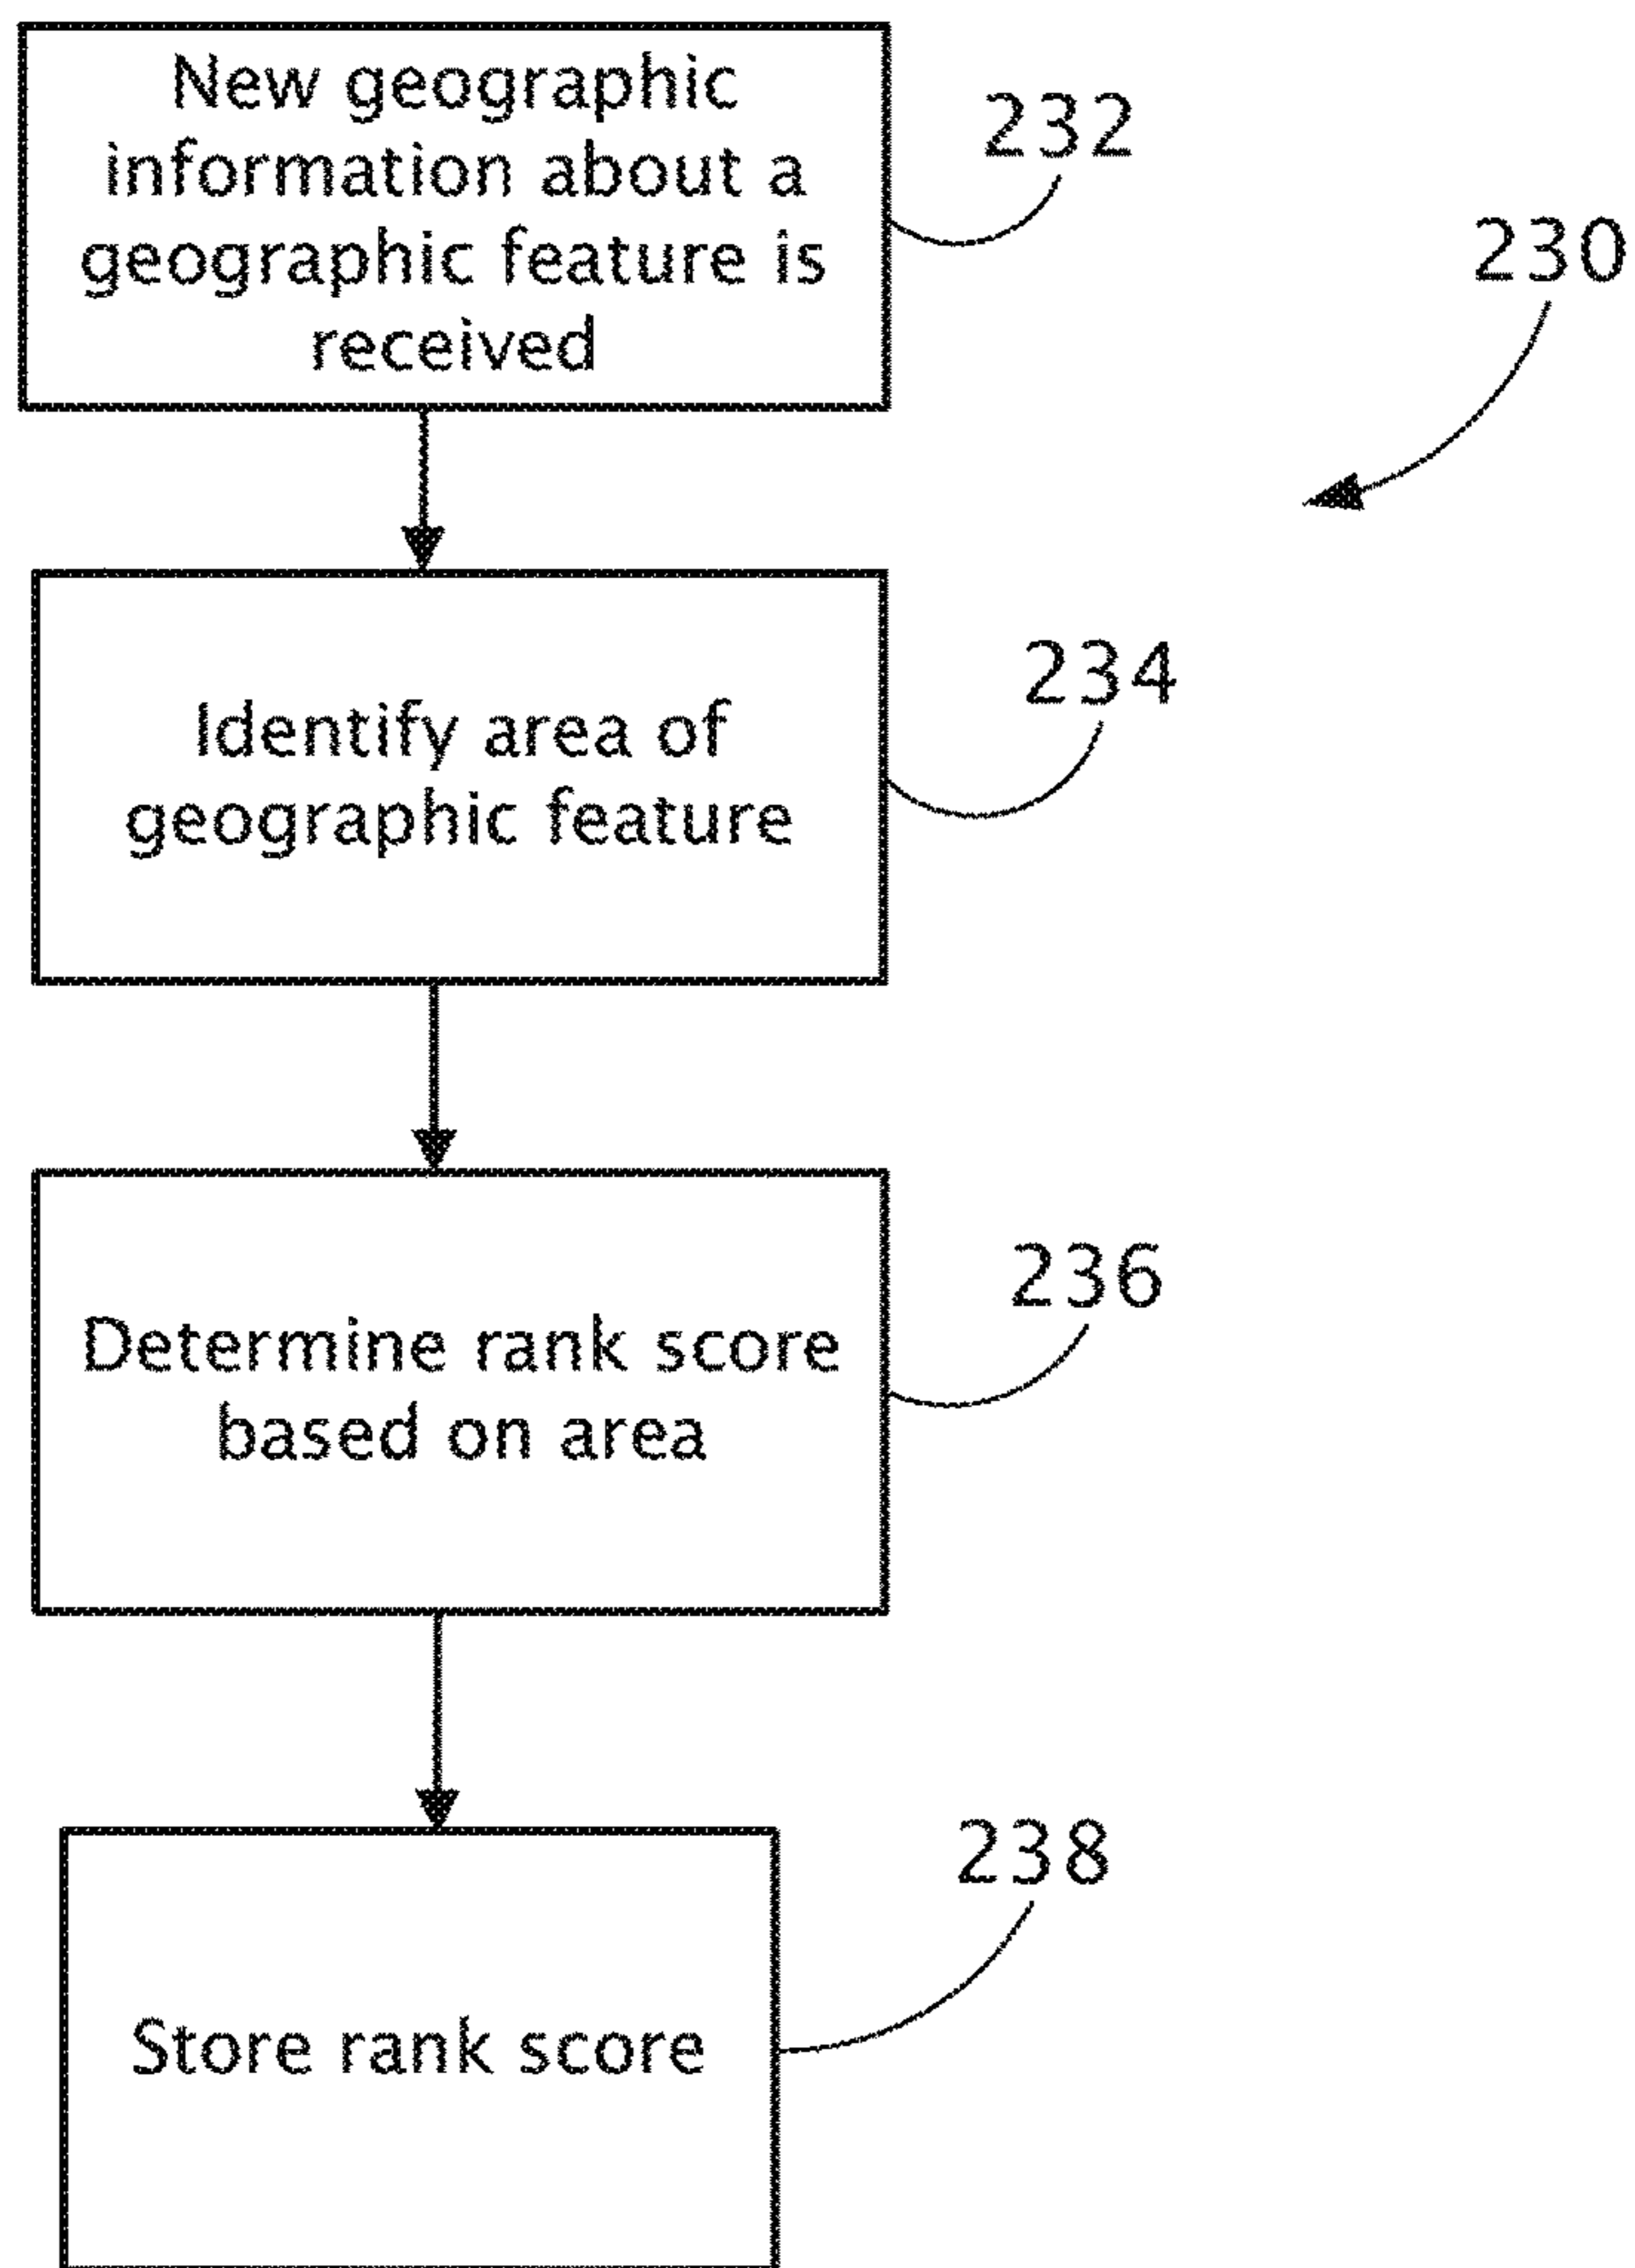 New geographic
information about a
geographic feature is
received
232
230
Identify area of
geographic feature
234
Determine rank score
based on area
236
Store rank score
238